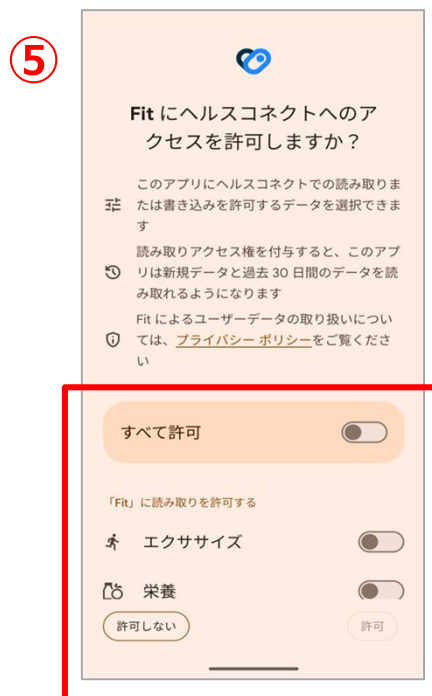 ⑤
Fit にヘルスコネクトへのア
クセスを許可しますか？
このアプリにヘルスコネクトでの読み取りま
たは書き込みを許可するデータを選択できま
す
読み取りアクセス権を付与すると、このアプ
リは新規データと過去 30 日間のデータを読
み取れるようになります
Fit によるユーザーデータの取り扱いについ
ては、プライバシー ポリシーをご覧くださ
い
すべて許可
「Fit」に読み取りを許可する
エクササイズ
栄養
許可しない
許可